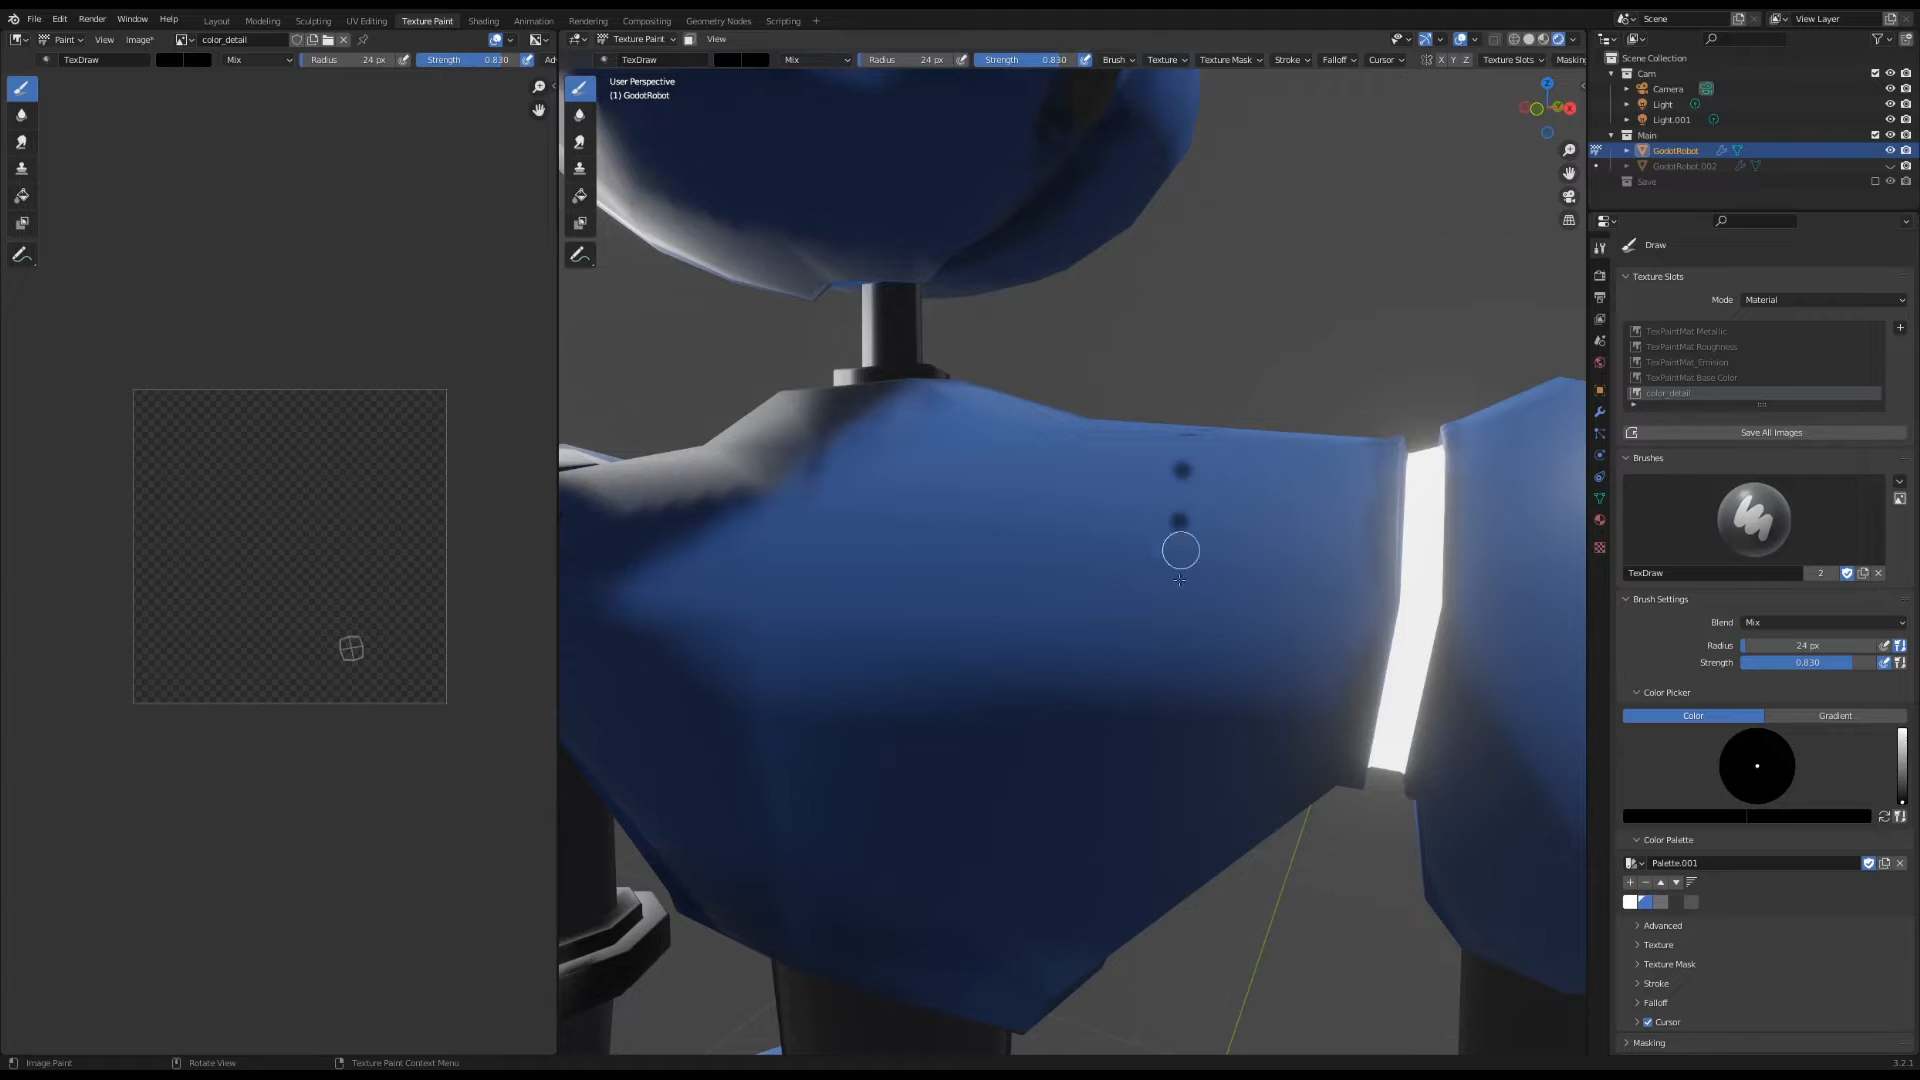 File Edit Render Window Help
Layout Modeling Sculpting UV Editing Texture Paint Shading Animation Rendering Compositing Geometry Nodes Scripting +
Scene View Layer
Paint View Image* color_detail
Texture Paint View
TexDraw Mix Radius 24 px Strength 0.830 Ad
TexDraw Mix Radius 24 px Strength 0.830 Brush Texture Texture Mask Stroke Falloff Cursor X Y Z Texture Slots Masking
User Perspective
(1) GodotRobot
Z
X
Scene Collection
Cam
Camera
Light
Light.001
Main
GodotRobot
GodotRobot.002
Save
Draw
Texture Slots
Mode Material
TexPaintMat Metallic
TexPaintMat Roughness
TexPaintMat_Emision
TexPaintMat Base Color
color_detail
Save All Images
Brushes
TexDraw 2
Brush Settings
Blend Mix
Radius 24 px
Strength 0.830
Color Picker
Color Gradient
Color Palette
Palette.001
Advanced
Texture
Texture Mask
Stroke
Falloff
Cursor
Masking
Image Paint Rotate View Texture Paint Context Menu 3.2.1